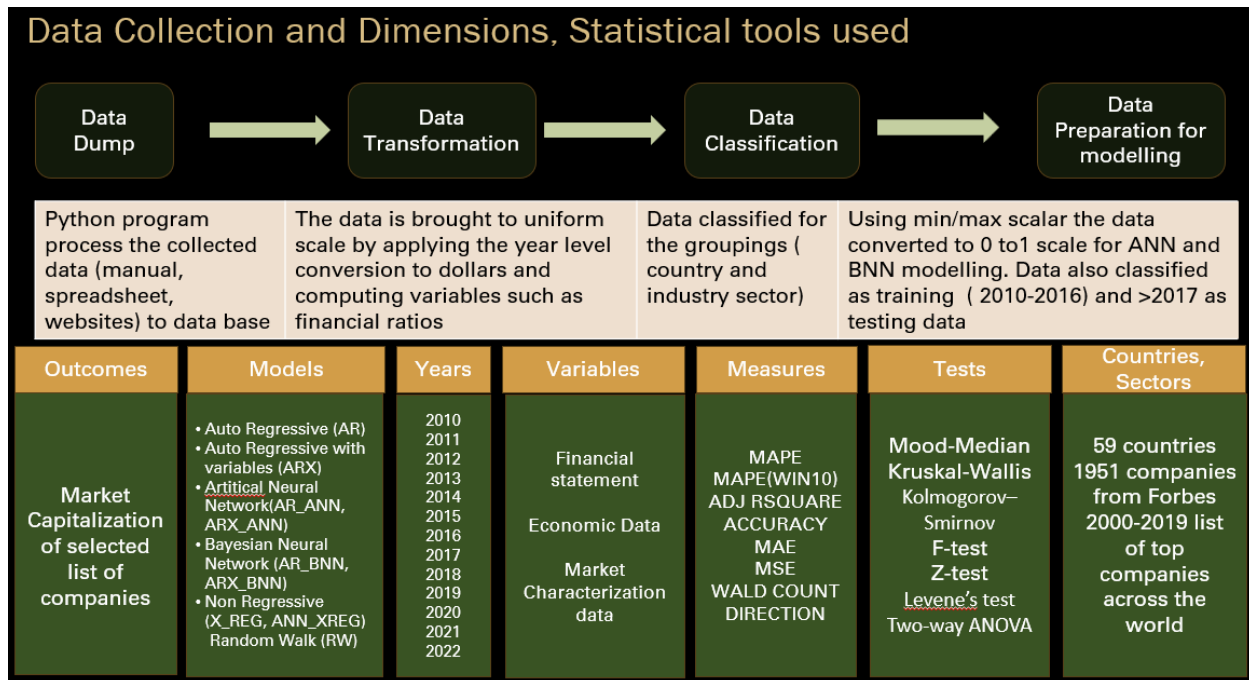 Data Collection and Dimensions, Statistical tools used
Data
Dump
Data
Transformation
Data
Classification
Data
Preparation for
modelling
Python program
process the collected
data (manual,
spreadsheet,
websites) to data base
The data is brought to uniform
scale by applying the year level
conversion to dollars and
computing variables such as
financial ratios
Data classified for
the groupings (
country and
industry sector)
Using min/max scalar the data
converted to 0 to1 scale for ANN and
BNN modelling. Data also classified
as training ( 2010-2016) and >2017 as
testing data
Outcomes
Market
Capitalization
of selected
list of
companies
Models
• Auto Regressive (AR)
• Auto Regressive with
variables (ARX)
• Artitical Neural
Network(AR_ANN,
ARX_ANN)
• Bayesian Neural
Network (AR_BNN,
ARX_BNN)
• Non Regressive
(X_REG, ANN_XREG)
Random Walk (RW)
Years
2010
2011
2012
2013
2014
2015
2016
2017
2018
2019
2020
2021
2022
Variables
Financial
statement
Economic Data
Market
Characterization
data
Measures
MAPE
MAPE(WIN10)
ADJ RSQUARE
ACCURACY
MAE
MSE
WALD COUNT
DIRECTION
Tests
Mood-Median
Kruskal-Wallis
Kolmogorov–
Smirnov
F-test
Z-test
Levene's test
Two-way ANOVA
Countries,
Sectors
59 countries
1951 companies
from Forbes
2000-2019 list
of top
companies
across the
world